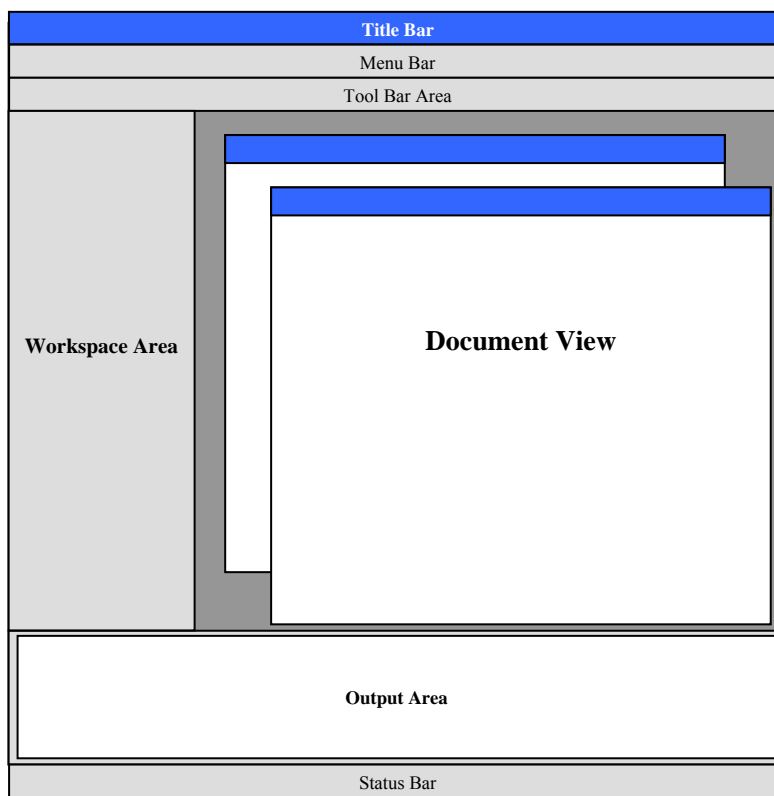 Title Bar
Menu Bar
Tool Bar Area
Workspace Area
Document View
Output Area
Status Bar